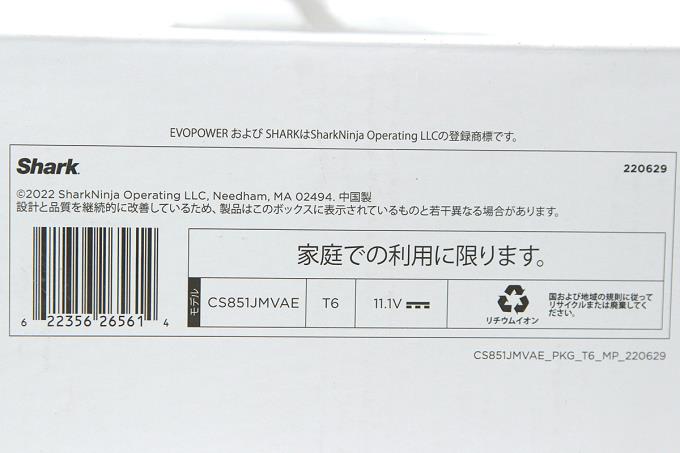 EVOPOWER および SHARKはSharkNinja Operating LLCの登録商標です。
Shark
220629
©2022 SharkNinja Operating LLC, Needham, MA 02494. 中国製
設計と品質を継続的に改善しているため、製品はこのボックスに表示されているものと若干異なる場合があります。
家庭での利用に限ります。
モデル
CS851JMVAE
T6
11.1V
リチウムイオン
国および地域の規則に従って
リサイクルまたは廃棄してく
ださい。
6 22356 26561 4
CS851JMVAE_PKG_T6_MP_220629